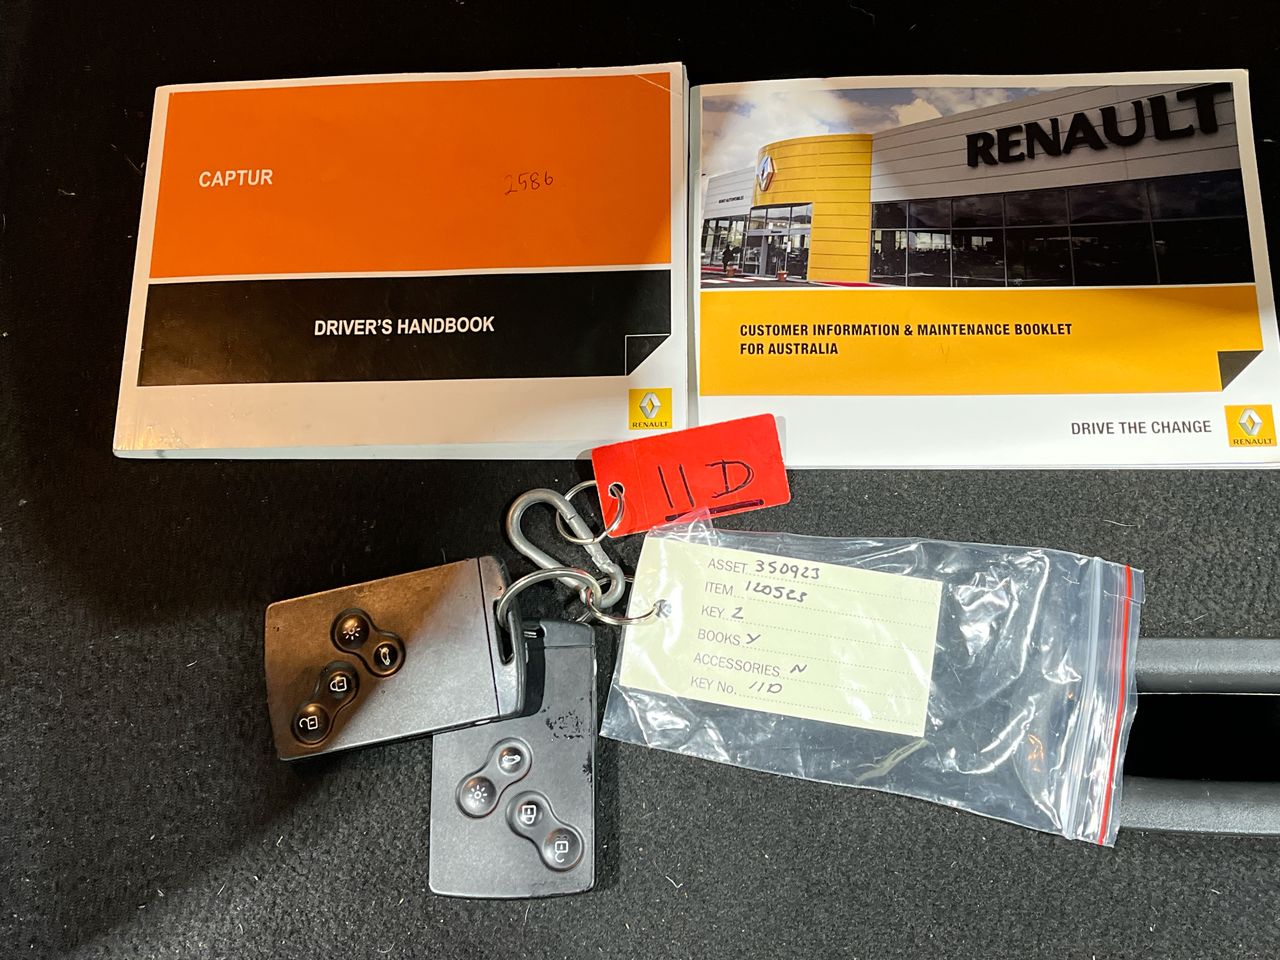 CAPTUR
2586
DRIVER'S HANDBOOK
RENAULT
RENAULT
CUSTOMER INFORMATION & MAINTENANCE BOOKLET
FOR AUSTRALIA
DRIVE THE CHANGE
RENAULT
11D
ASSET 350923
ITEM 120523
KEY 2
BOOKS Y
ACCESSORIES N
KEY No. 11D